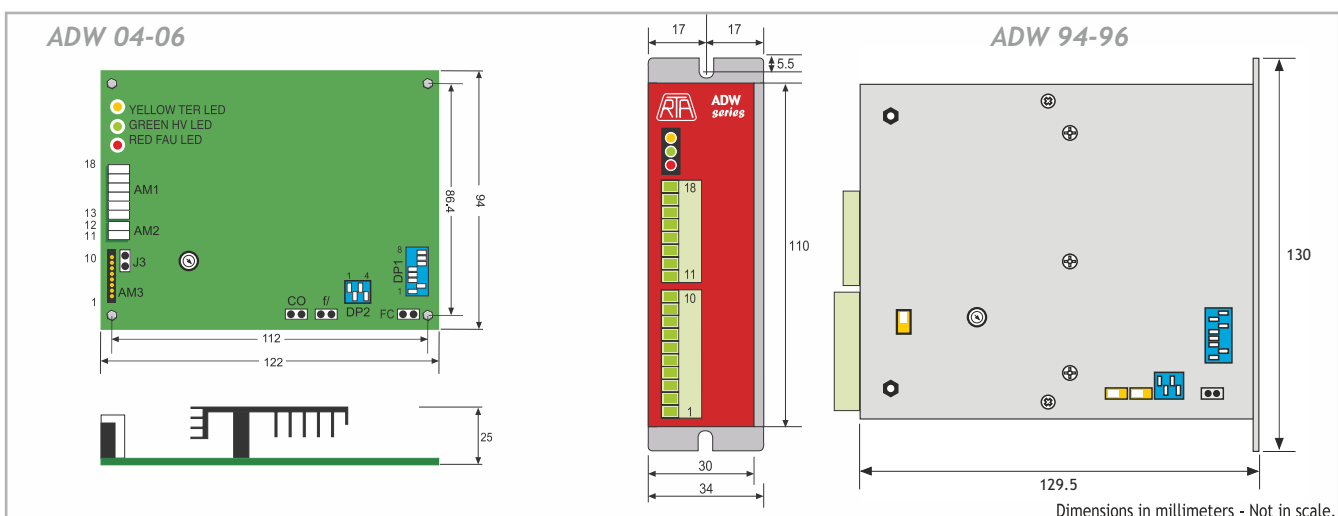 ADW 04-06
YELLOW TER LED
GREEN HV LED
RED FAU LED
18
AM1
13
12
11
AM2
10
J3
AM3
1
CO
f/
1 4
DP2
8
DP1
1
FC
86.4
94
112
122
25
17
17
5.5
RTA
ADW
series
18
11
10
1
110
30
34
ADW 94-96
130
129.5
Dimensions in millimeters - Not in scale.